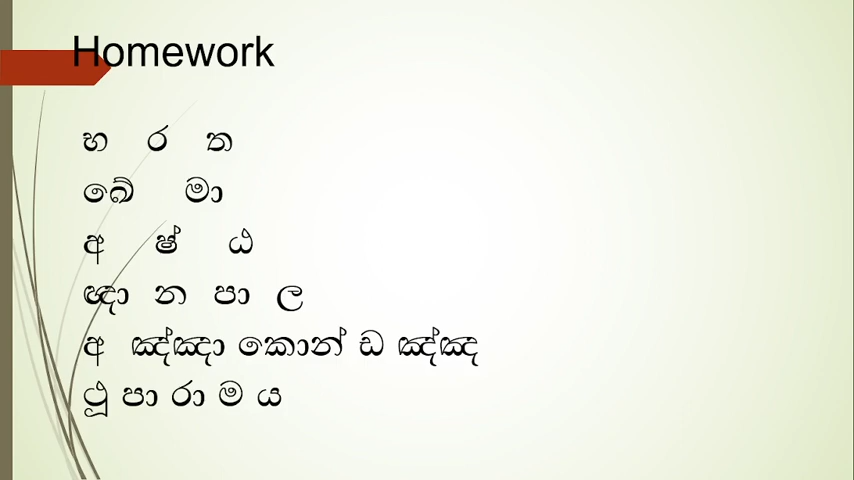 Homework
භ ර ත
ඛේ මා
අ ෂ් ඨ
ඥා න පා ල
අ ඤ්ඤා කොන් ඩ ඤ්ඤ
ථූ පා රා ම ය